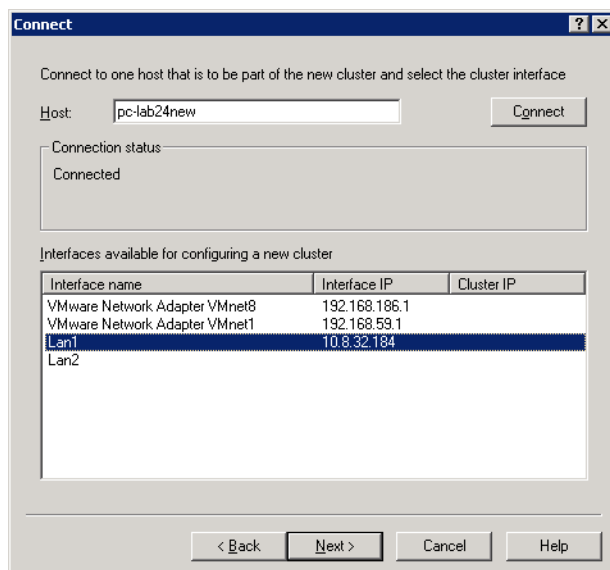 Connect
Connect to one host that is to be part of the new cluster and select the cluster interface
Host: pc-lab24new Connect
Connection status
Connected
Interfaces available for configuring a new cluster
Interface name Interface IP Cluster IP
VMware Network Adapter VMnet8 192.168.186.1
VMware Network Adapter VMnet1 192.168.59.1
Lan1 10.8.32.184
Lan2
< Back Next > Cancel Help